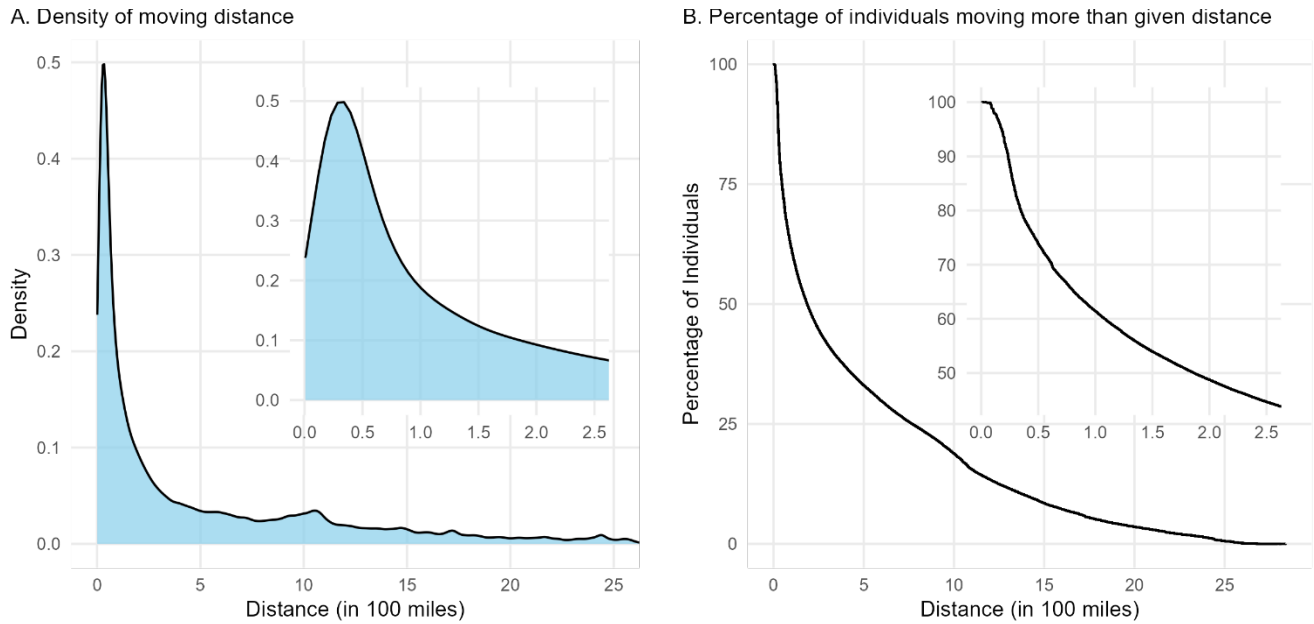 A. Density of moving distance
0.5
0.4
0.3
0.2
0.1
0.0
Density
0.5
0.4
0.3
0.2
0.1
0.0
0.0 0.5 1.0 1.5 2.0 2.5
0 5 10 15 20 25
Distance (in 100 miles)
B. Percentage of individuals moving more than given distance
100
75
50
25
0
Percentage of Individuals
100
90
80
70
60
50
0.0 0.5 1.0 1.5 2.0 2.5
0 5 10 15 20 25
Distance (in 100 miles)